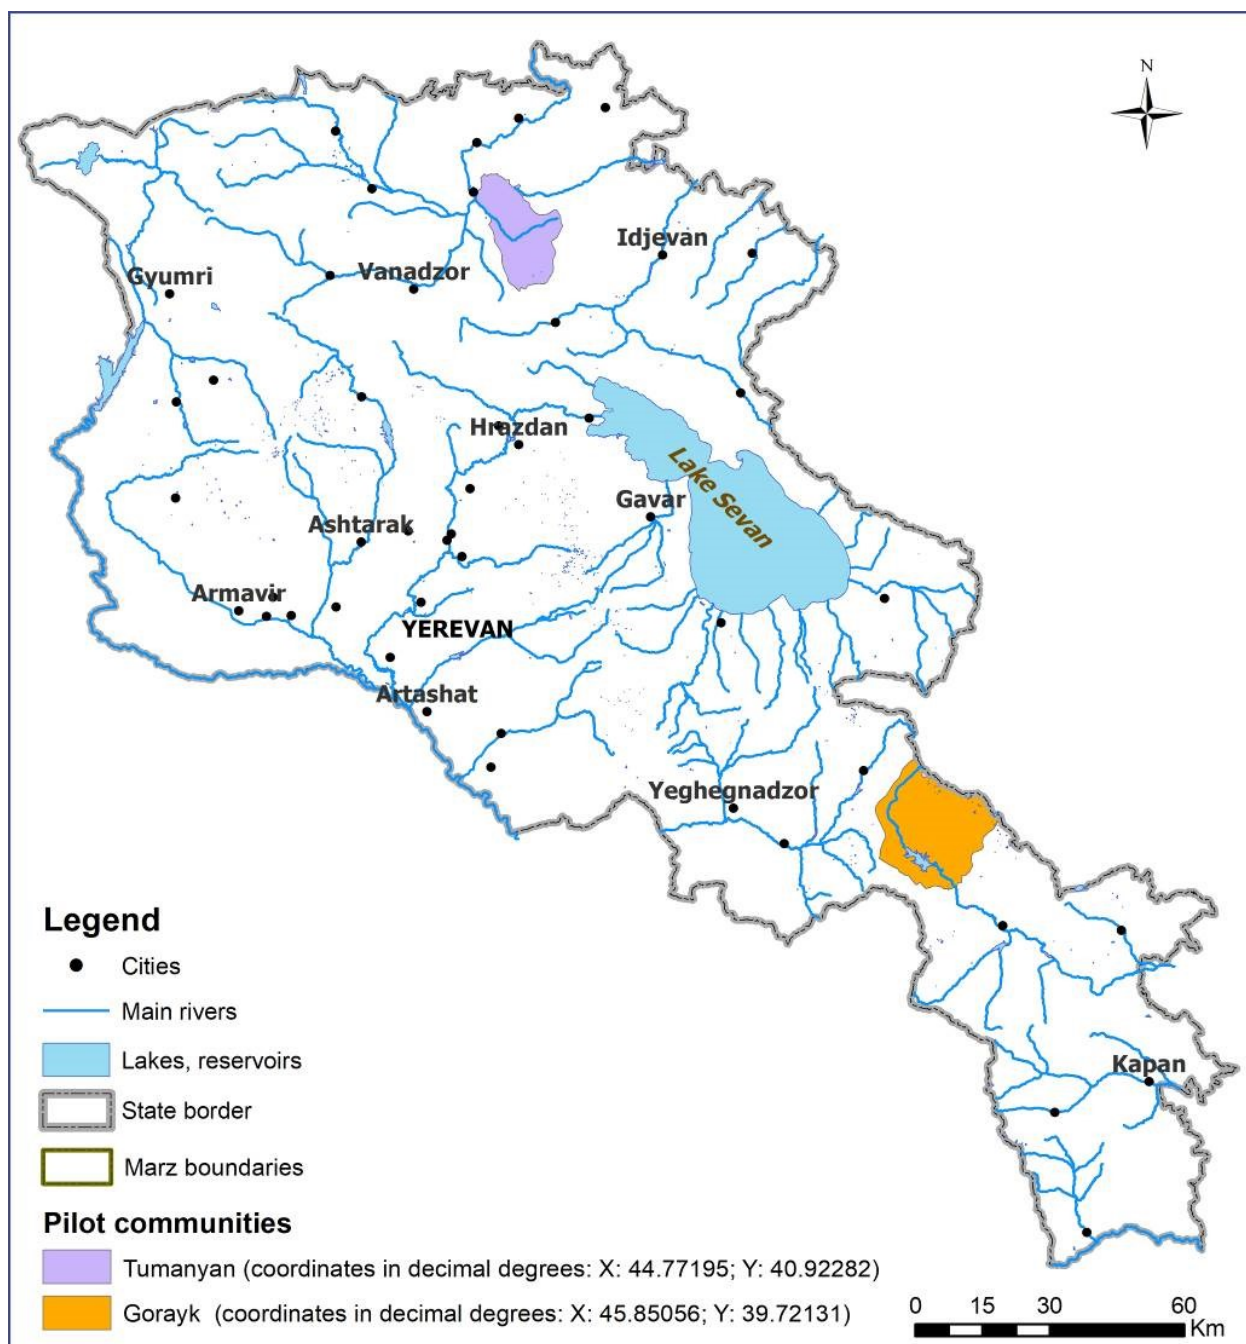 N
Idjevan
Gyumri
Vanadzor
Hrazdan
Lake Sevan
Gavar
Ashtarak
Armavir
YEREVAN
Artashat
Yeghegnadzor
Kapan
Legend
Cities
Main rivers
Lakes, reservoirs
State border
Marz boundaries
Pilot communities
Tumanyan (coordinates in decimal degrees: X: 44.77195; Y: 40.92282)
Gorayk (coordinates in decimal degrees: X: 45.85056; Y: 39.72131)
0 15 30 60
Km